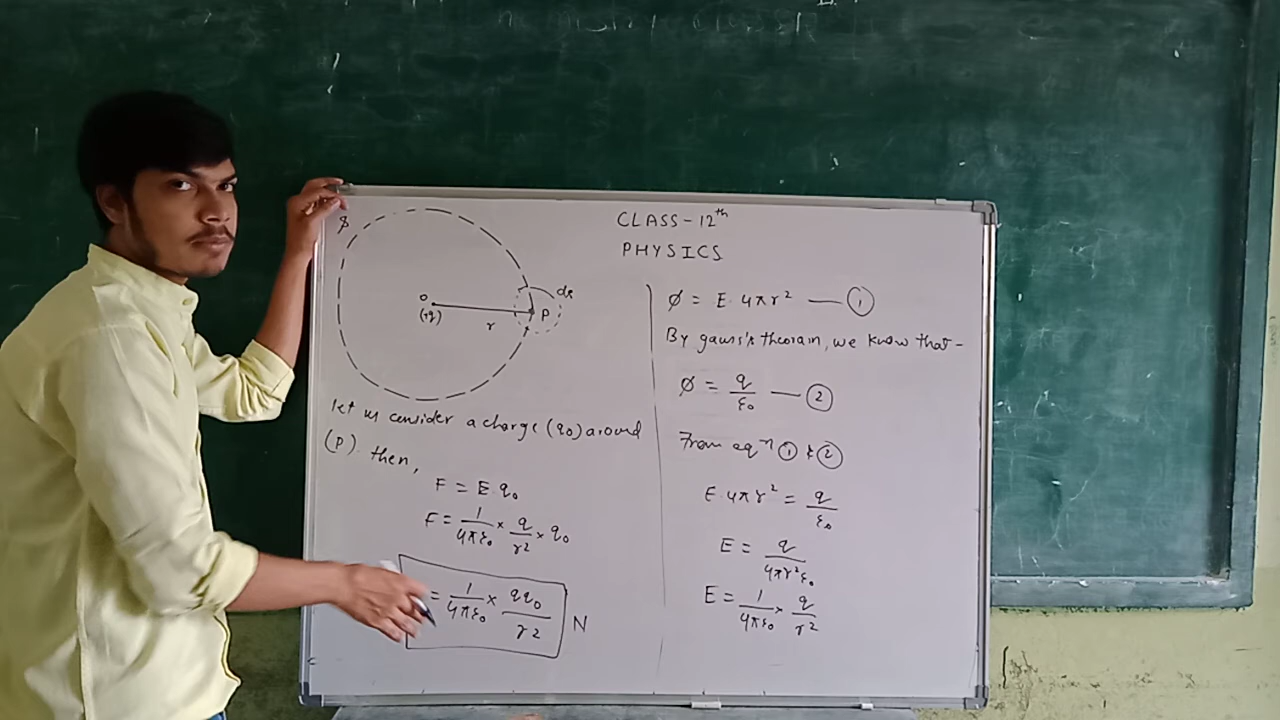 CLASS-12th
PHYSICS
$
ds
O
(+q)
r
P
Let us consider a charge (q0) around
(P) then,
F = E·q0
F = 1/4πε0 × q/r² × q0
= 1/4πε0 × qq0/r² N
ϕ = E·4πr² — ①
By gauss's theorain, we know that -
ϕ = q/ε0 — ②
From eqⁿ ① & ②
E·4πr² = q/ε0
E = q/4πr²ε0
E = 1/4πε0 × q/r²